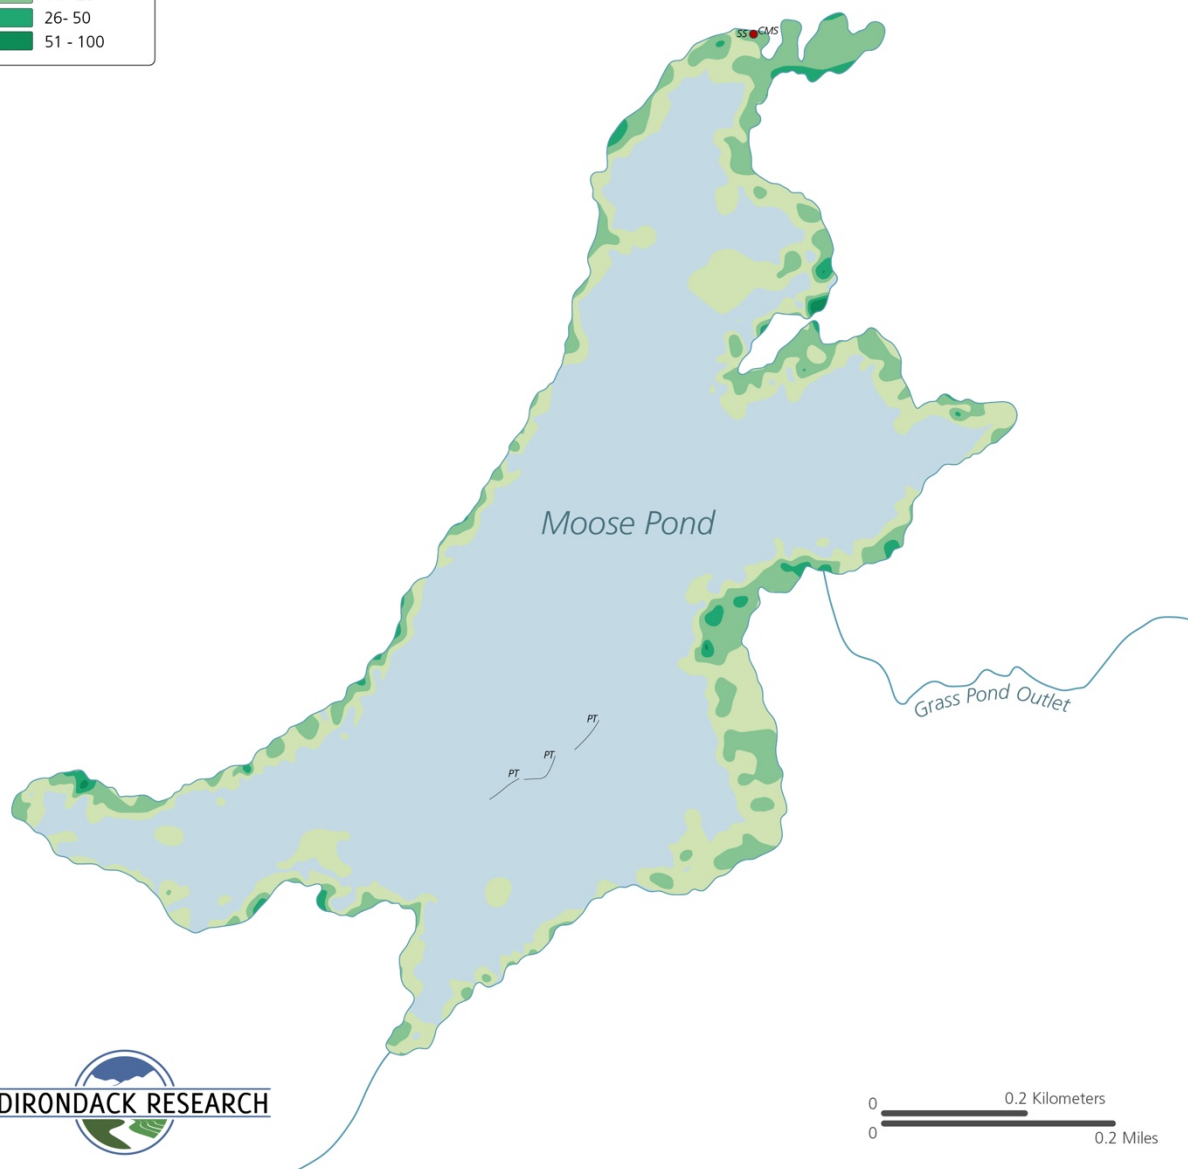 26- 50
51 - 100
SS CMS
Moose Pond
Grass Pond Outlet
PT
PT
PT
DIRONDACK RESEARCH
0 0.2 Kilometers
0 0.2 Miles